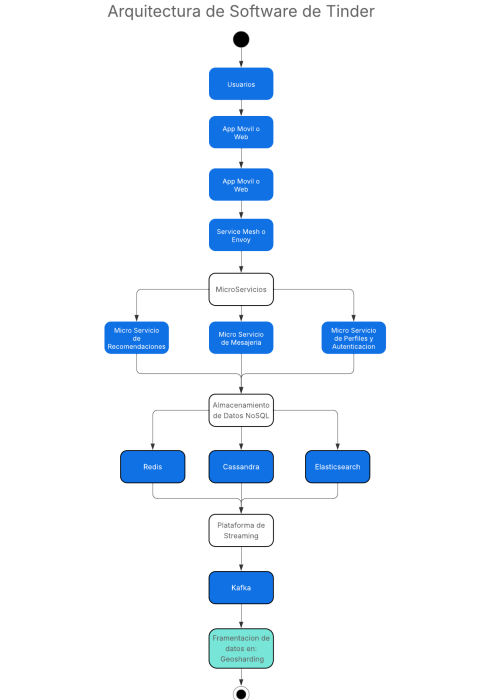 Arquitectura de Software de Tinder
Usuarios
App Movil o
Web
App Movil o
Web
Service Mesh o
Envoy
MicroServicios
Micro Servicio
de
Recomendaciones
Micro Servicio
de Mesajeria
Micro Servicio
de Perfiles y
Autenticacion
Almacenamiento
de Datos NoSQL
Redis
Cassandra
Elasticsearch
Plataforma de
Streaming
Kafka
Framentacion de
datos en:
Geosharding